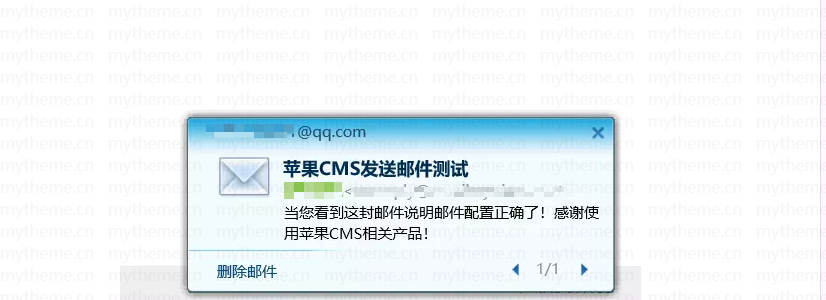 @qq.com
苹果CMS发送邮件测试
当您看到这封邮件说明邮件配置正确了！感谢使
用苹果CMS相关产品！
删除邮件
1/1
mytheme.cn